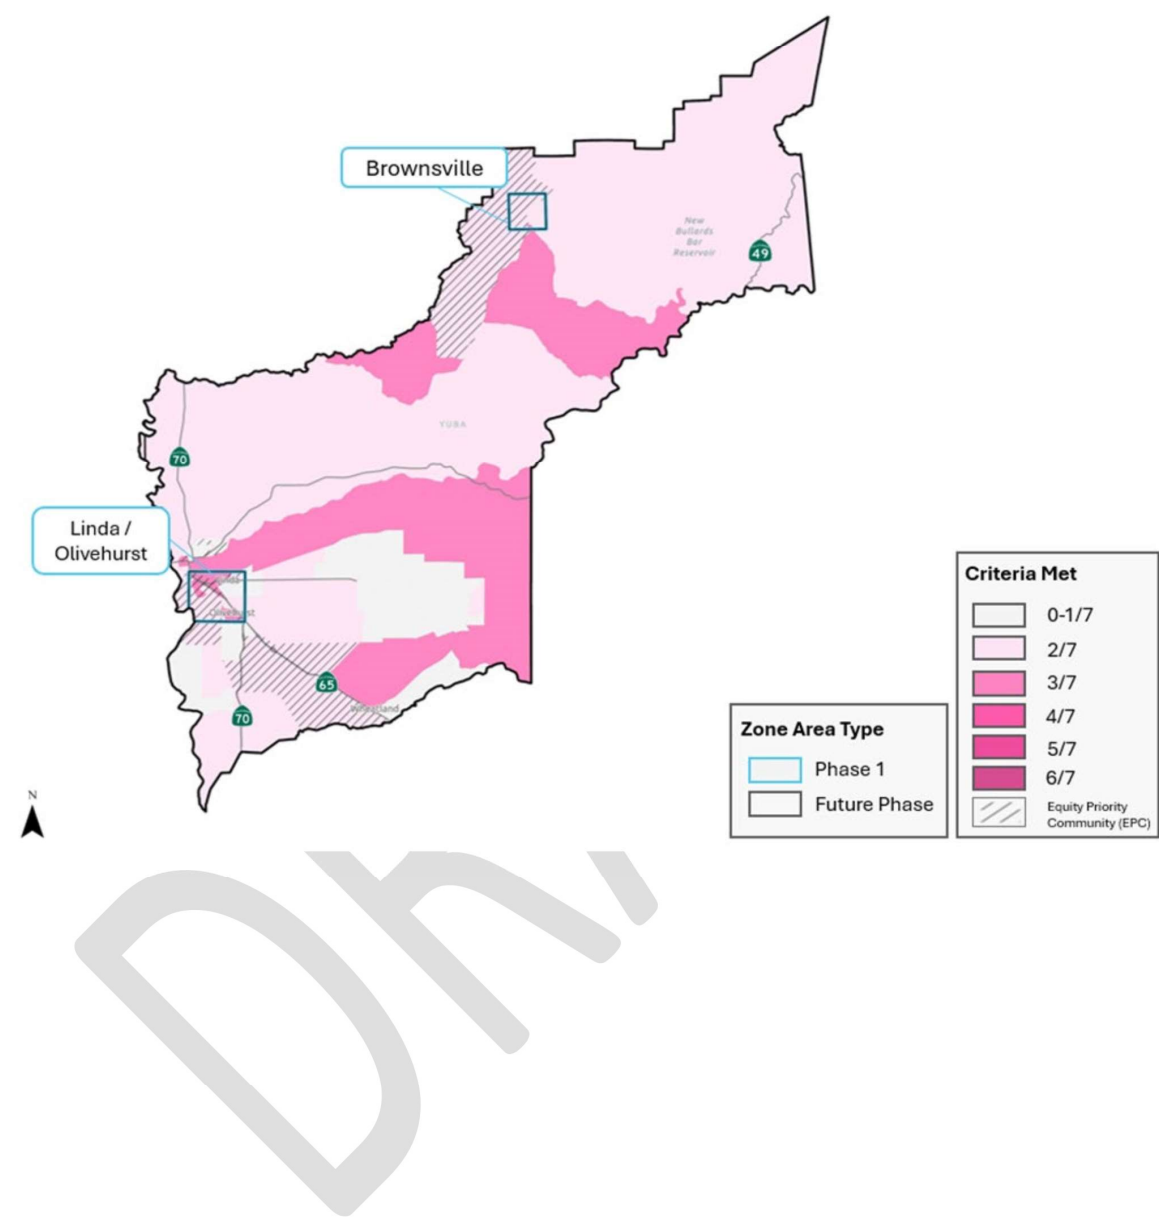 Brownsville
New
Bullards
Bar
Reservoir
49
YUBA
70
Linda /
Olivehurst
Olivehurst
65
70
Wheatland
N
Zone Area Type
Phase 1
Future Phase
Criteria Met
0-1/7
2/7
3/7
4/7
5/7
6/7
Equity Priority
Community (EPC)